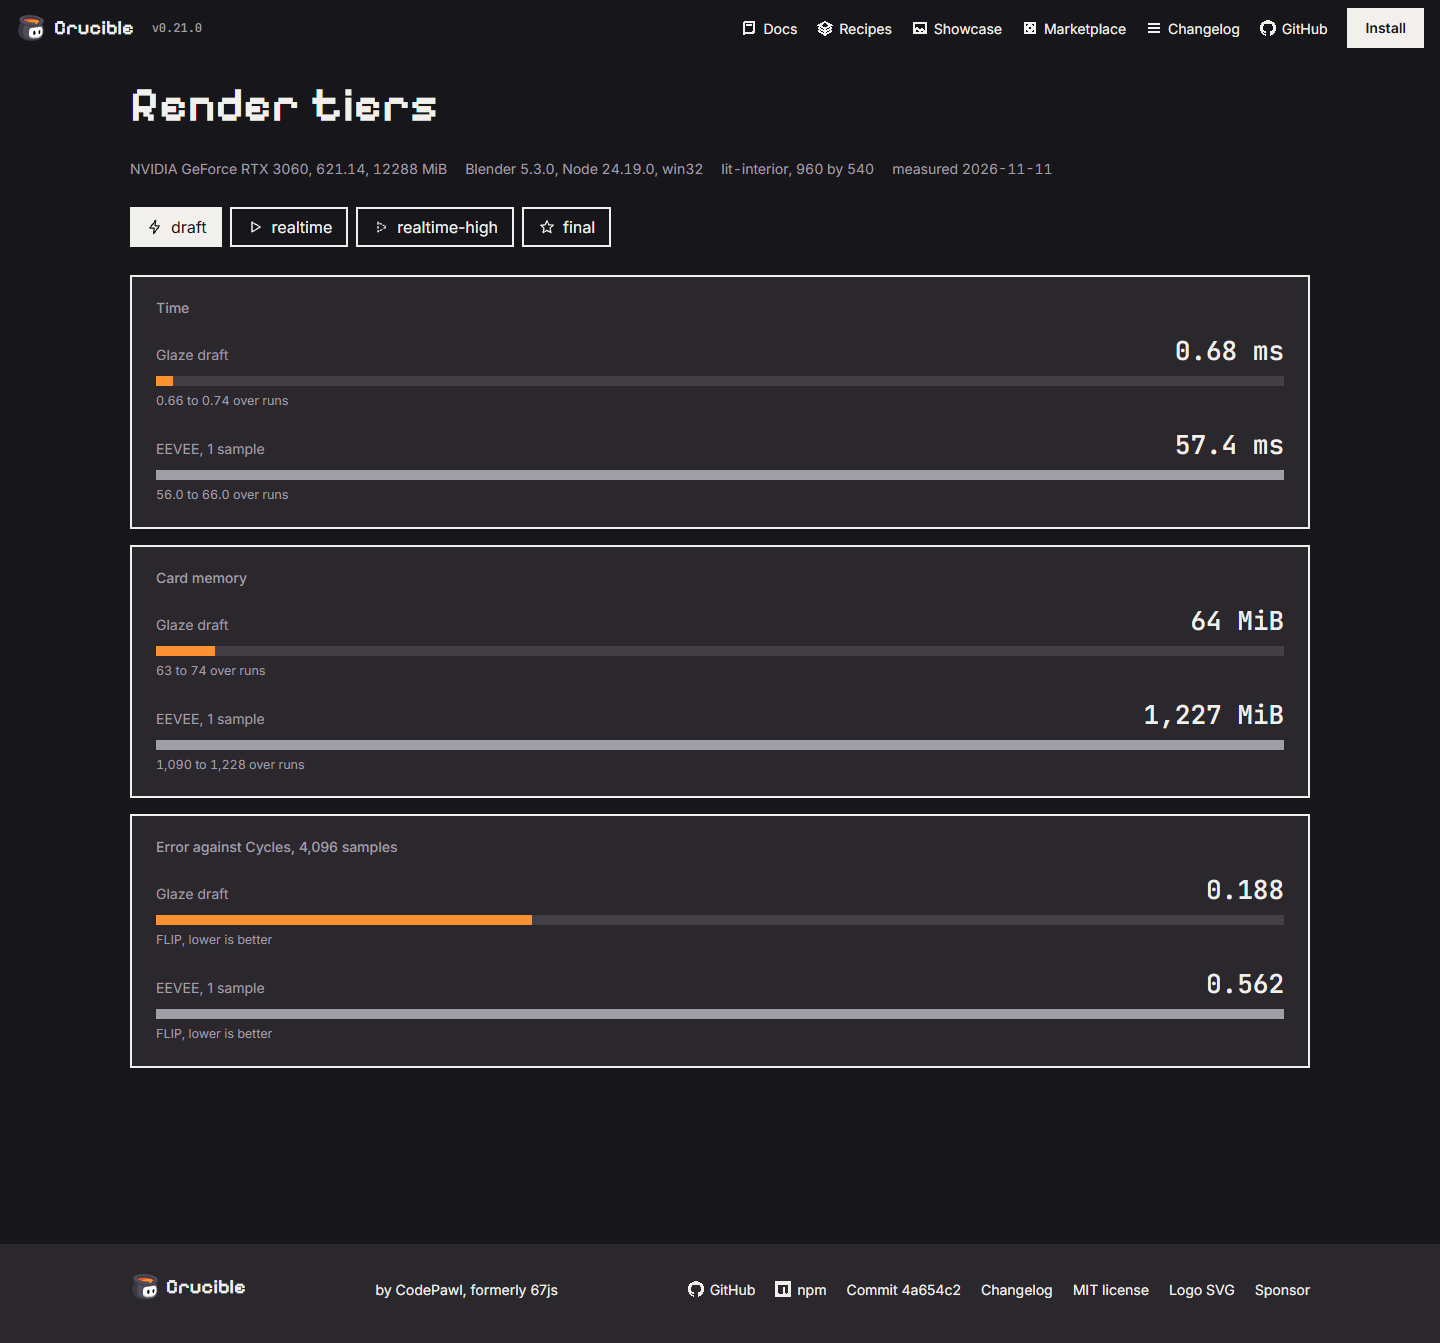 Crucible v0.21.0 Docs Recipes Showcase Marketplace Changelog GitHub Install
Render tiers
NVIDIA GeForce RTX 3060, 621.14, 12288 MiB Blender 5.3.0, Node 24.19.0, win32 lit-interior, 960 by 540 measured 2026-11-11
draft realtime realtime-high final
Time
Glaze draft 0.68 ms
0.66 to 0.74 over runs
EEVEE, 1 sample 57.4 ms
56.0 to 66.0 over runs
Card memory
Glaze draft 64 MiB
63 to 74 over runs
EEVEE, 1 sample 1,227 MiB
1,090 to 1,228 over runs
Error against Cycles, 4,096 samples
Glaze draft 0.188
FLIP, lower is better
EEVEE, 1 sample 0.562
FLIP, lower is better
Crucible by CodePawl, formerly 67js GitHub npm Commit 4a654c2 Changelog MIT license Logo SVG Sponsor